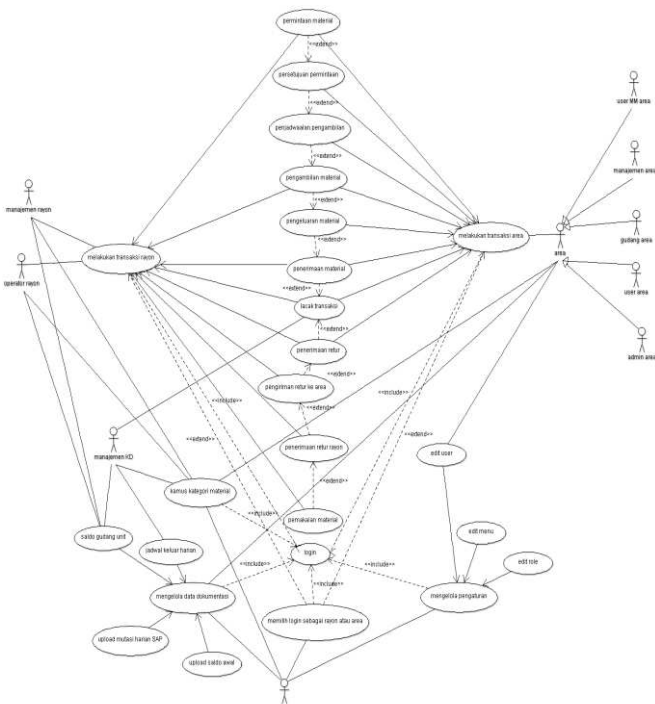 permintaan material
<<extend>>
persetujuan permintaan
<<extend>>
user MM area
penjadwalan pengambilan
<<extend>>
manajemen area
pengambilan material
manajemen rayon
<<extend>>
pengeluaran material
gudang area
melakukan transaksi area
<<extend>>
area
melakukan transaksi rayon
penerimaan material
operator rayon
<<extend>>
user area
lacak transaksi
<<extend>>
penerimaan retur
admin area
<<include>>
<<include>>
pengiriman retur ke area
<<extend>>
<<extend>>
<<extend>>
penerimaan retur rayon
edit user
manajemen KD
<<extend>>
kamus kategori material
<<include>>
pemakaian material
edit menu
saldo gudang unit
jadwal keluar harian
login
edit role
<<include>>
<<include>>
<<include>>
mengelola data dokumentasi
mengelola pengaturan
memilih login sebagai rayon atau area
upload mutasi harian SAP
upload saldo awal